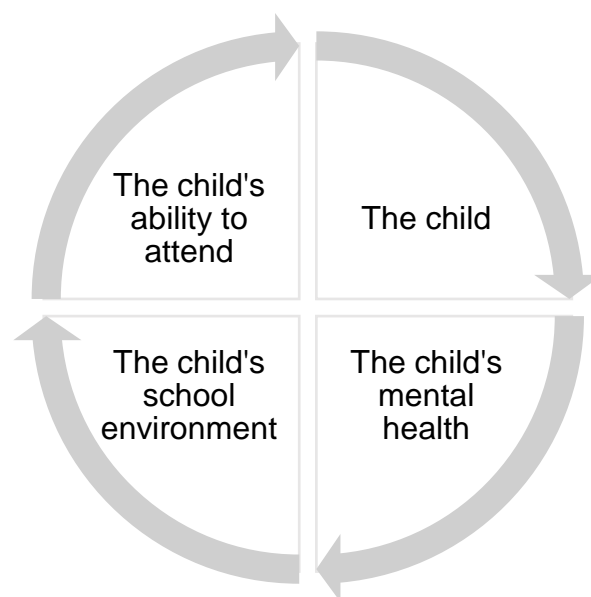 The child's
ability to
attend
The child
The child's
school
environment
The child's
mental
health